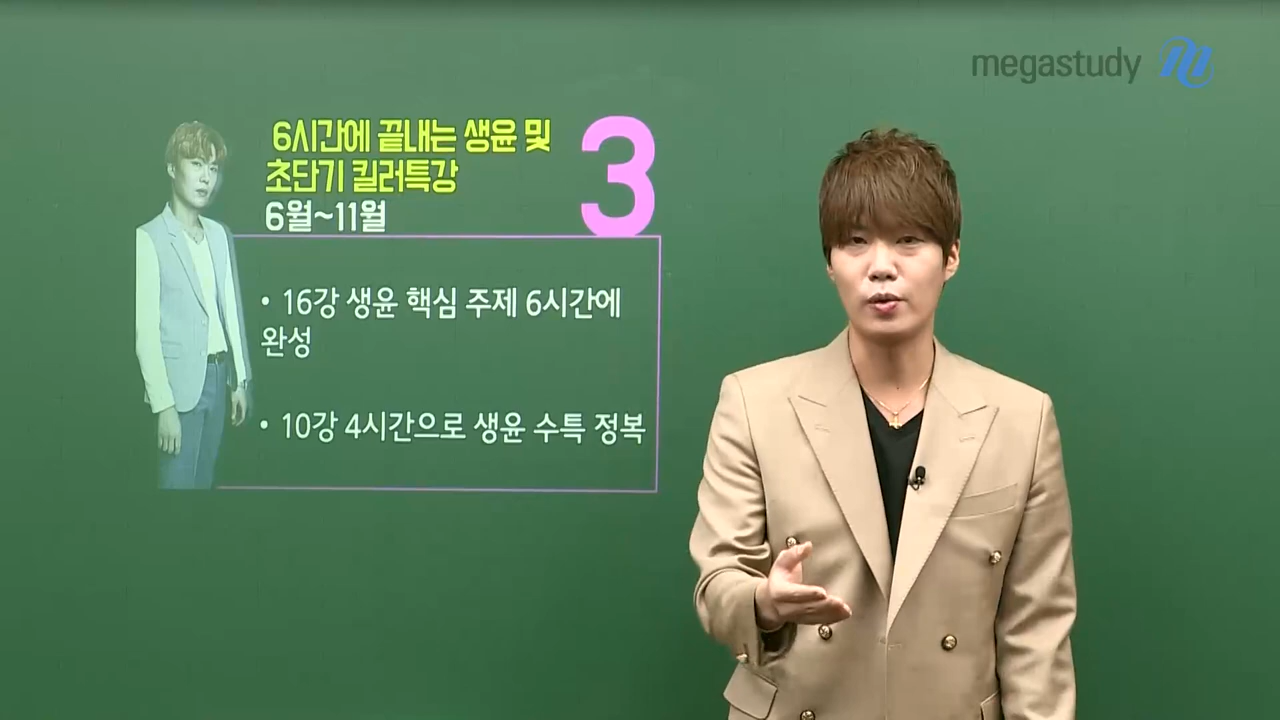 megastudy
6시간에 끝내는 생윤 및
초단기 킬러특강
6월~11월
3
• 16강 생윤 핵심 주제 6시간에
완성
• 10강 4시간으로 생윤 수특 정복